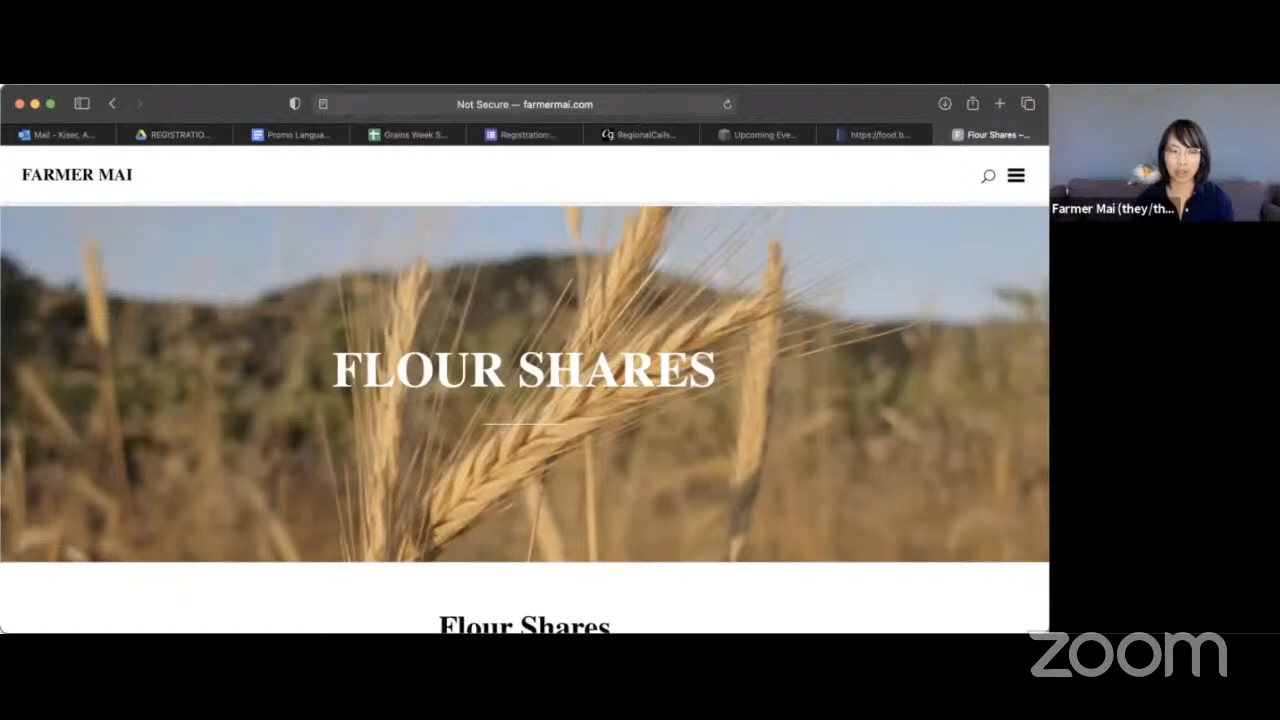 Not Secure — farmermai.com
Mail - Kiser, A...
REGISTRATIO...
Promo Langua...
Grains Week S...
Registration:...
Cg RegionalCalls...
Upcoming Eve...
https://food.b...
F Flour Shares –...
FARMER MAI
Farmer Mai (they/th...
FLOUR SHARES
Flour Shares
zoom